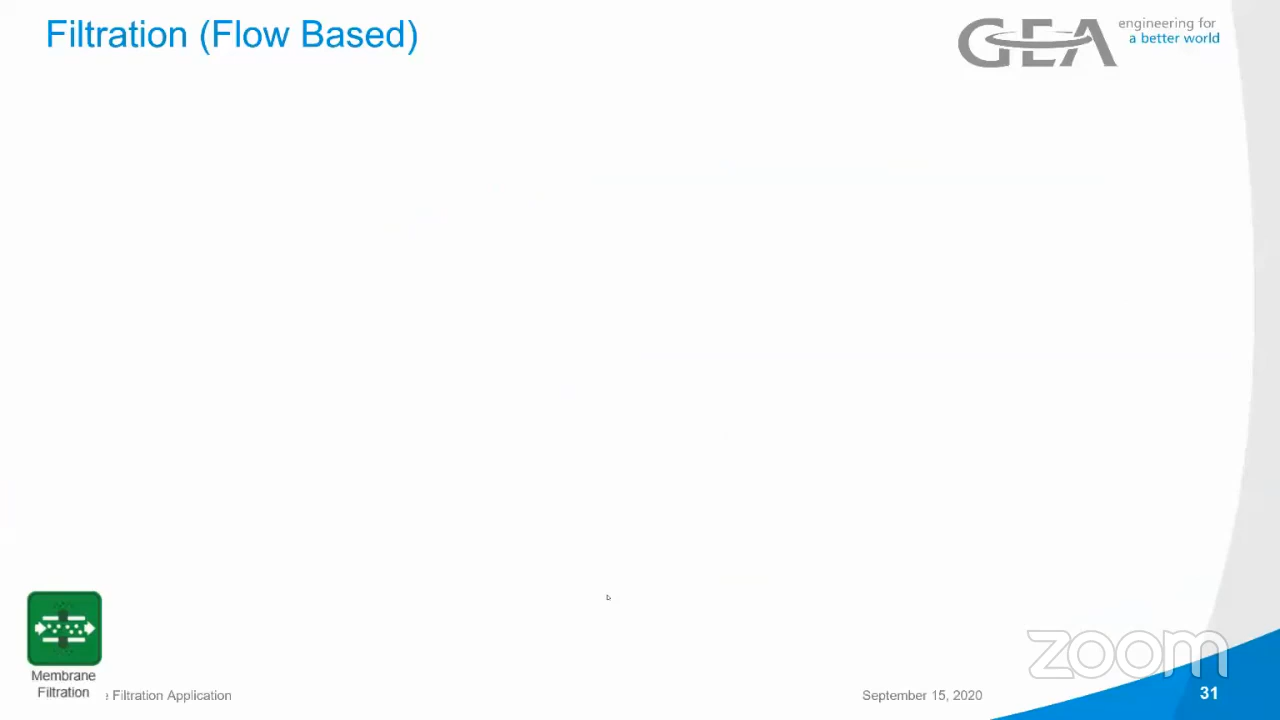 Filtration (Flow Based)
GEA
engineering for
a better world
Membrane
Filtration
e Filtration Application
September 15, 2020
zoom
31